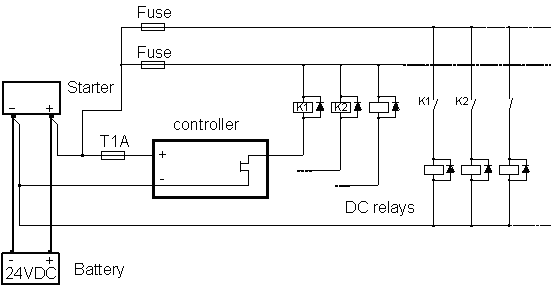 Fuse
Fuse
Starter
- +
K1 K2
K1 K2
controller
T1A
+
-
DC relays
- +
24VDC
Battery